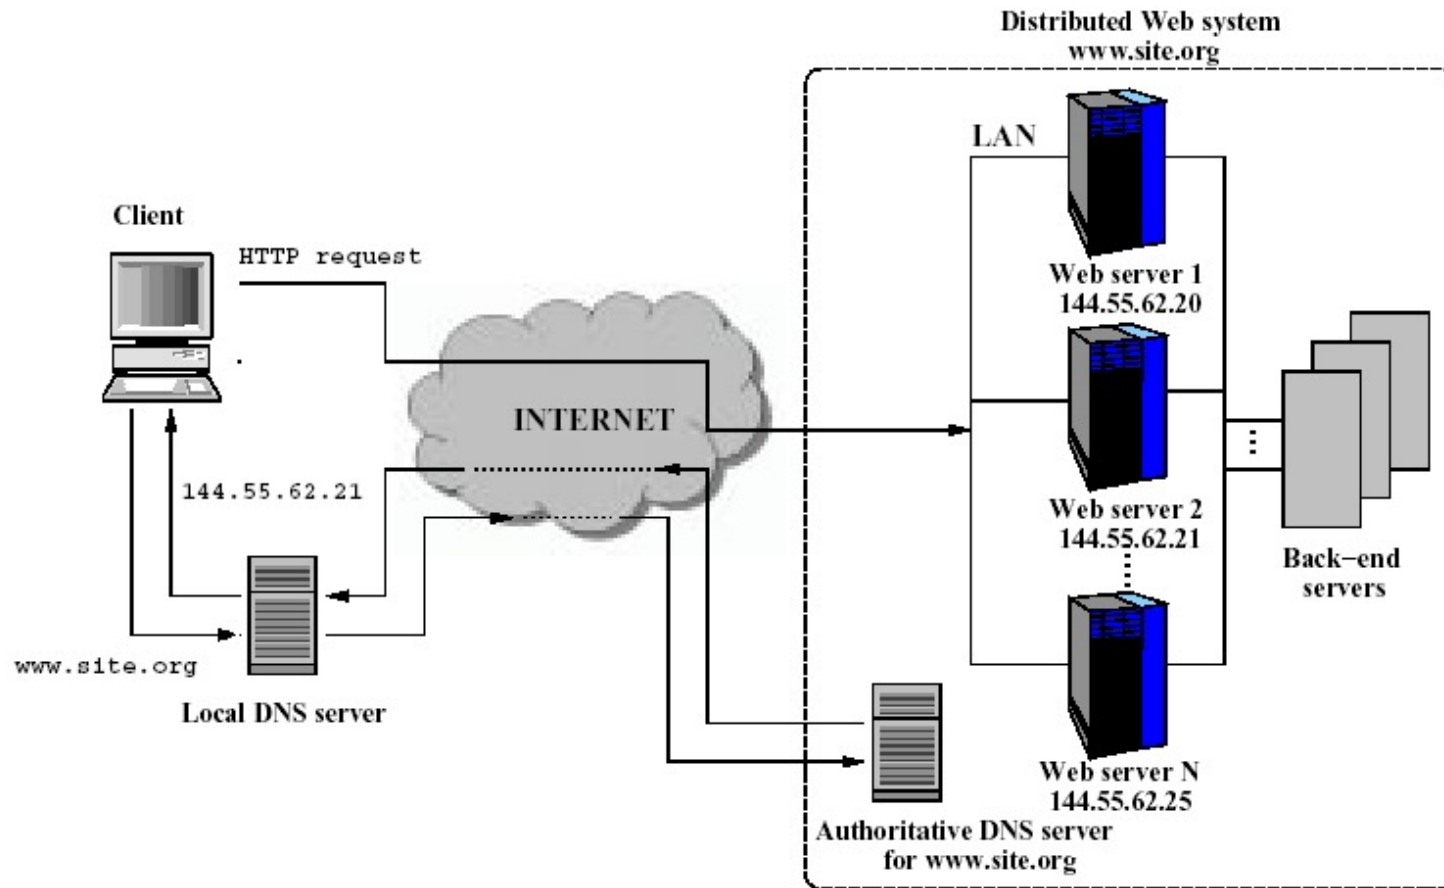 Distributed Web system
www.site.org
LAN
Client
HTTP request
Web server 1
144.55.62.20
INTERNET
144.55.62.21
Web server 2
144.55.62.21
Back-end
servers
www.site.org
Local DNS server
Web server N
144.55.62.25
Authoritative DNS server
for www.site.org